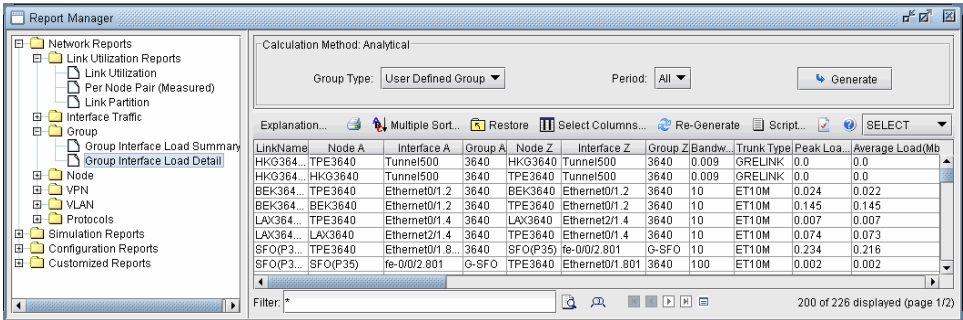 Report Manager
Network Reports
Link Utilization Reports
Link Utilization
Per Node Pair (Measured)
Link Partition
Interface Traffic
Group
Group Interface Load Summary
Group Interface Load Detail
Node
VPN
VLAN
Protocols
Simulation Reports
Configuration Reports
Customized Reports
Calculation Method: Analytical
Group Type: User Defined Group Period: All Generate
Explanation... Multiple Sort... Restore Select Columns... Re-Generate Script... SELECT
LinkName Node A Interface A Group A Node Z Interface Z Group Z Bandw... Trunk Type Peak Loa... Average Load(Mb
HKG364... TPE3640 Tunnel500 3640 HKG3640 Tunnel500 3640 0.009 GRELINK 0.0 0.0
HKG364... HKG3640 Tunnel500 3640 TPE3640 Tunnel500 3640 0.009 GRELINK 0.0 0.0
BEK364... TPE3640 Ethernet0/1.2 3640 BEK3640 Ethernet0/1.2 3640 10 ET10M 0.024 0.022
BEK364... BEK3640 Ethernet0/1.2 3640 TPE3640 Ethernet0/1.2 3640 10 ET10M 0.145 0.145
LAX364... TPE3640 Ethernet0/1.4 3640 LAX3640 Ethernet2/1.4 3640 10 ET10M 0.007 0.007
LAX364... LAX3640 Ethernet2/1.4 3640 TPE3640 Ethernet0/1.4 3640 10 ET10M 0.074 0.073
SFO(P3... TPE3640 Ethernet0/1.8... 3640 SFO(P35) fe-0/0/2.801 G-SFO 10 ET10M 0.234 0.216
SFO(P3... SFO(P35) fe-0/0/2.801 G-SFO TPE3640 Ethernet0/1.801 3640 100 ET10M 0.002 0.002
Filter: * 200 of 226 displayed (page 1/2)